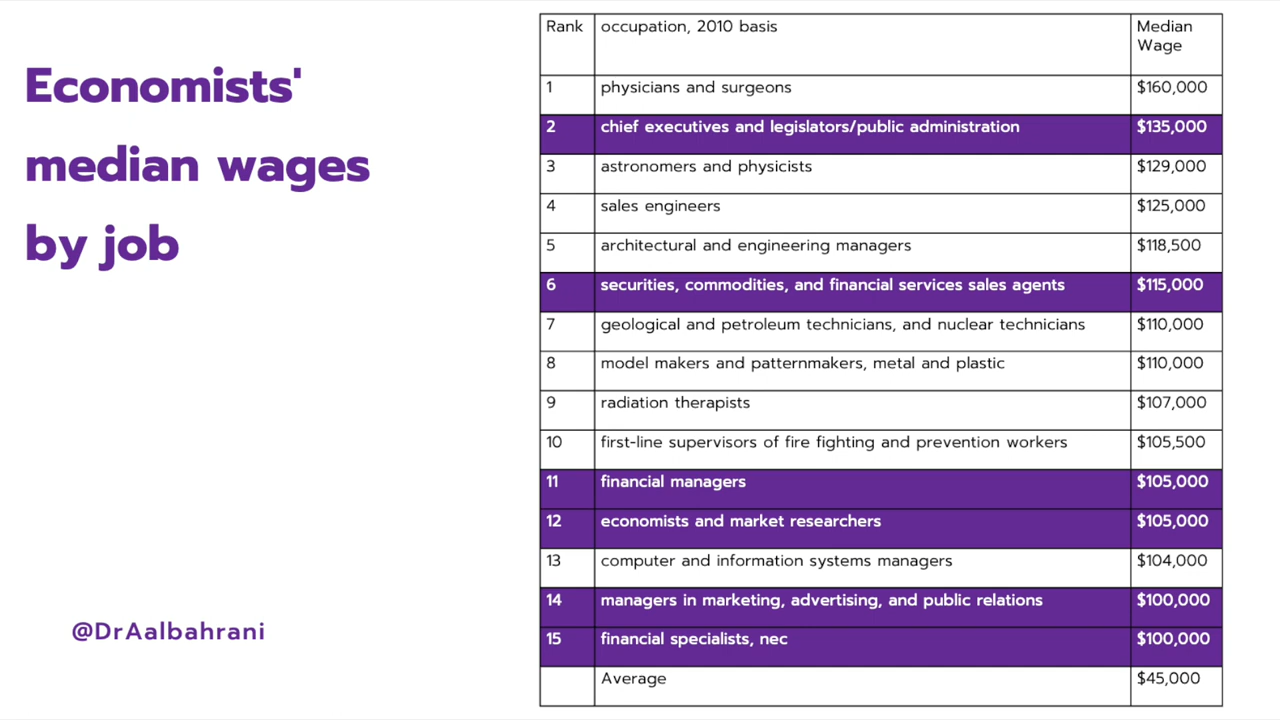 Economists'
median wages
by job
@DrAalbahrani
Rank occupation, 2010 basis Median
Wage
1 physicians and surgeons $160,000
2 chief executives and legislators/public administration $135,000
3 astronomers and physicists $129,000
4 sales engineers $125,000
5 architectural and engineering managers $118,500
6 securities, commodities, and financial services sales agents $115,000
7 geological and petroleum technicians, and nuclear technicians $110,000
8 model makers and patternmakers, metal and plastic $110,000
9 radiation therapists $107,000
10 first-line supervisors of fire fighting and prevention workers $105,500
11 financial managers $105,000
12 economists and market researchers $105,000
13 computer and information systems managers $104,000
14 managers in marketing, advertising, and public relations $100,000
15 financial specialists, nec $100,000
Average $45,000